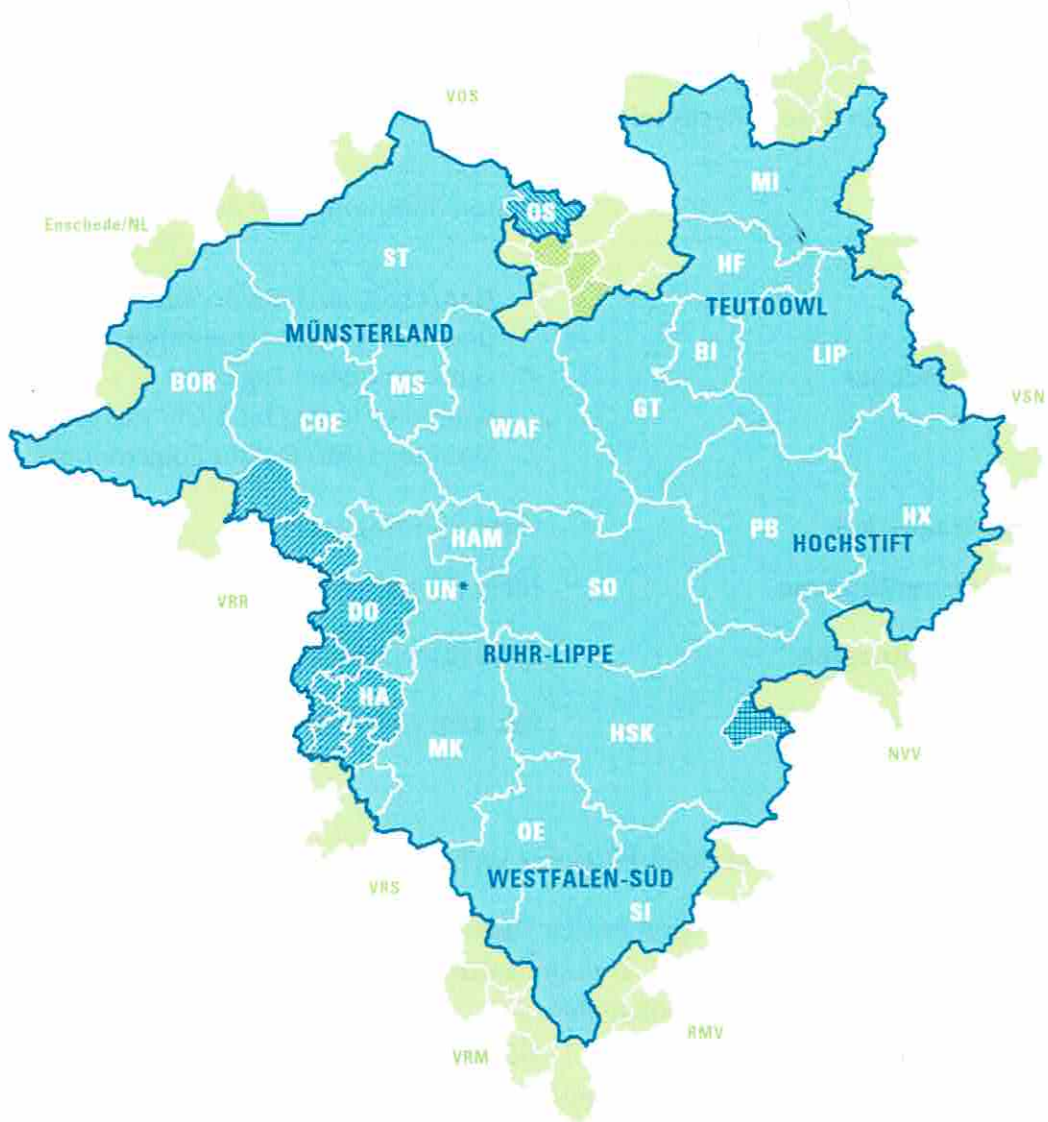 VOS
MI
OS
Enschede/NL
ST
HF
TEUTOOWL
MÜNSTERLAND
BI
LIP
BOR
MS
VSN
COE
GT
WAF
HX
PB
HAM
HOCHSTIFT
UN*
SO
VRR
DO
RUHR-LIPPE
HA
HSK
MK
NVV
OE
WESTFALEN-SÜD
VRS
SI
RMV
VRM